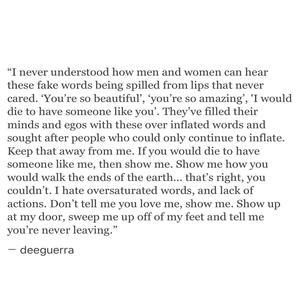 “I never understood how men and women can hear
these fake words being spilled from lips that never
cared. ‘You’re so beautiful’, ‘you’re so amazing’, ’I would
die to have someone like you’. They’ve filled their
minds and egos with these over inflated words and
sought after people who could only continue to inflate.
Keep that away from me. If you would die to have
someone like me, then show me. Show me how you
would walk the ends of the earth... that’s right, you
couldn’t. I hate oversaturated words, and lack of
actions. Don’t tell me you love me, show me. Show up
at my door, sweep me up off of my feet and tell me
you’re never leaving.”
— deeguerra